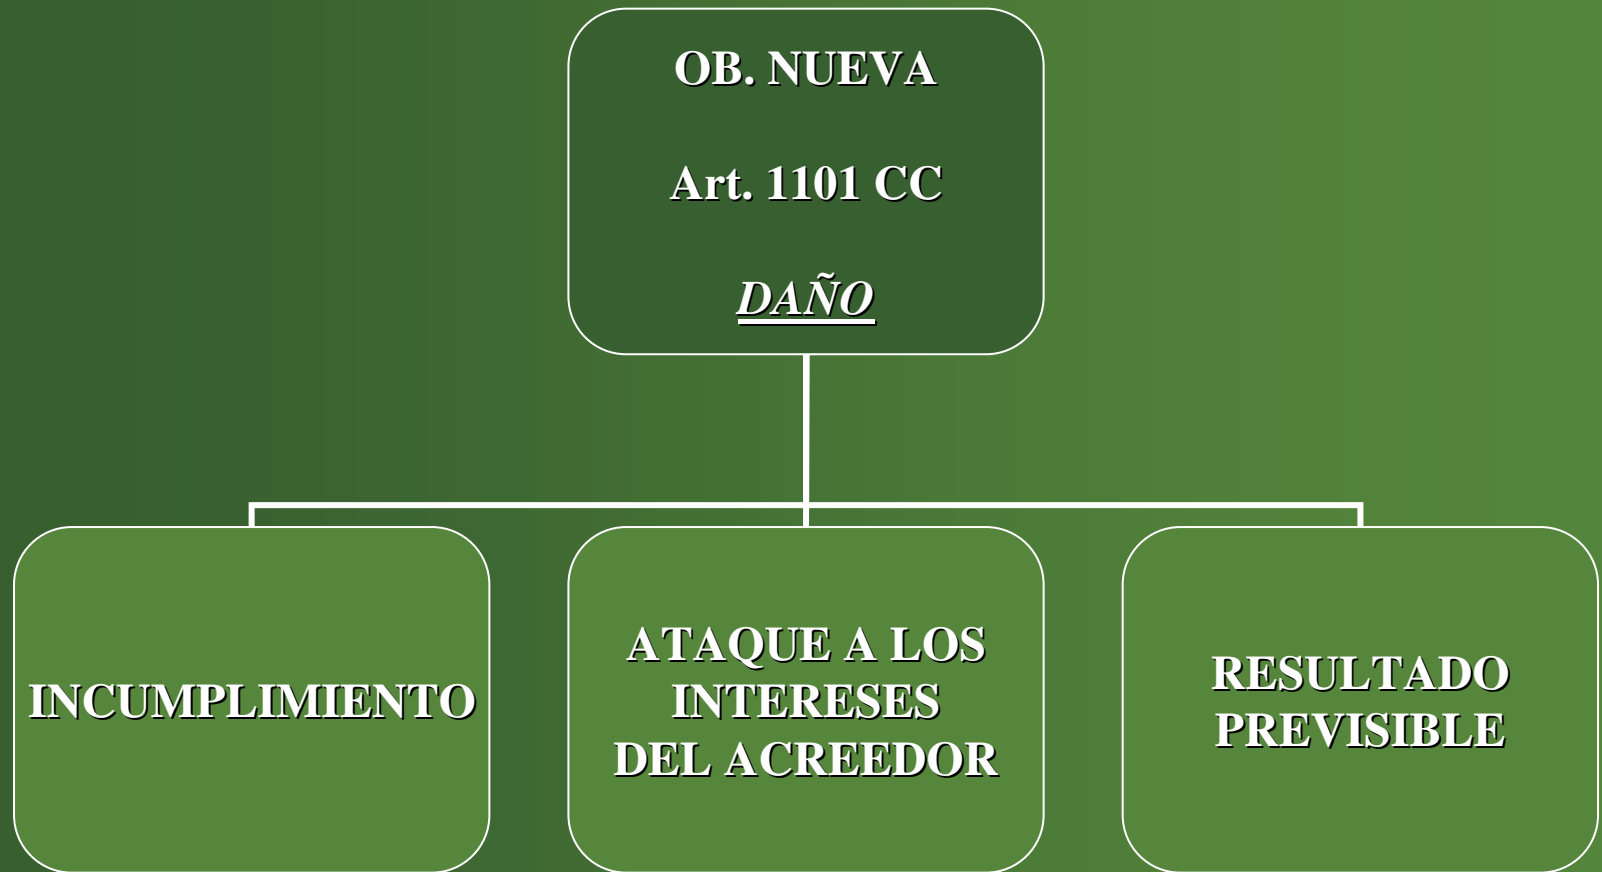 OB. NUEVA
Art. 1101 CC
DAÑO
INCUMPLIMIENTO
ATAQUE A LOS
INTERESES
DEL ACREEDOR
RESULTADO
PREVISIBLE